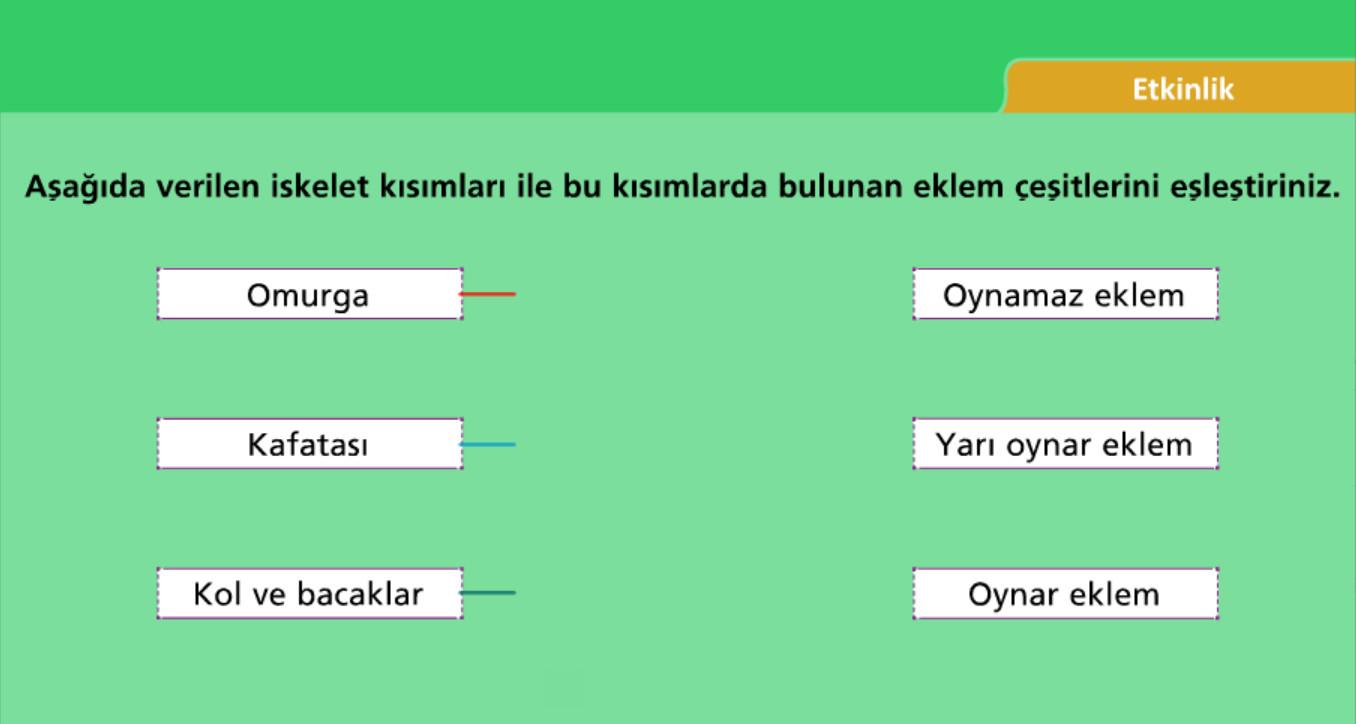 Etkinlik
Aşağıda verilen iskelet kısımları ile bu kısımlarda bulunan eklem çeşitlerini eşleştiriniz.
Omurga
Oynamaz eklem
Kafatası
Yarı oynar eklem
Kol ve bacaklar
Oynar eklem